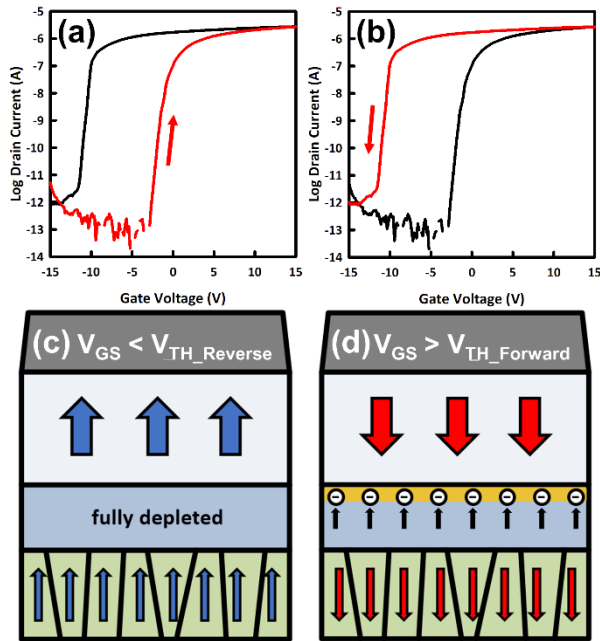 (a)
Log Drain Current (A)
-5
-6
-7
-8
-9
-10
-11
-12
-13
-14
-15 -10 -5 0 5 10 15
Gate Voltage (V)
(b)
Log Drain Current (A)
-5
-6
-7
-8
-9
-10
-11
-12
-13
-14
-15 -10 -5 0 5 10 15
Gate Voltage (V)
(c) VGS < VTH_Reverse
fully depleted
(d) VGS > VTH_Forward
- - - - - - - -